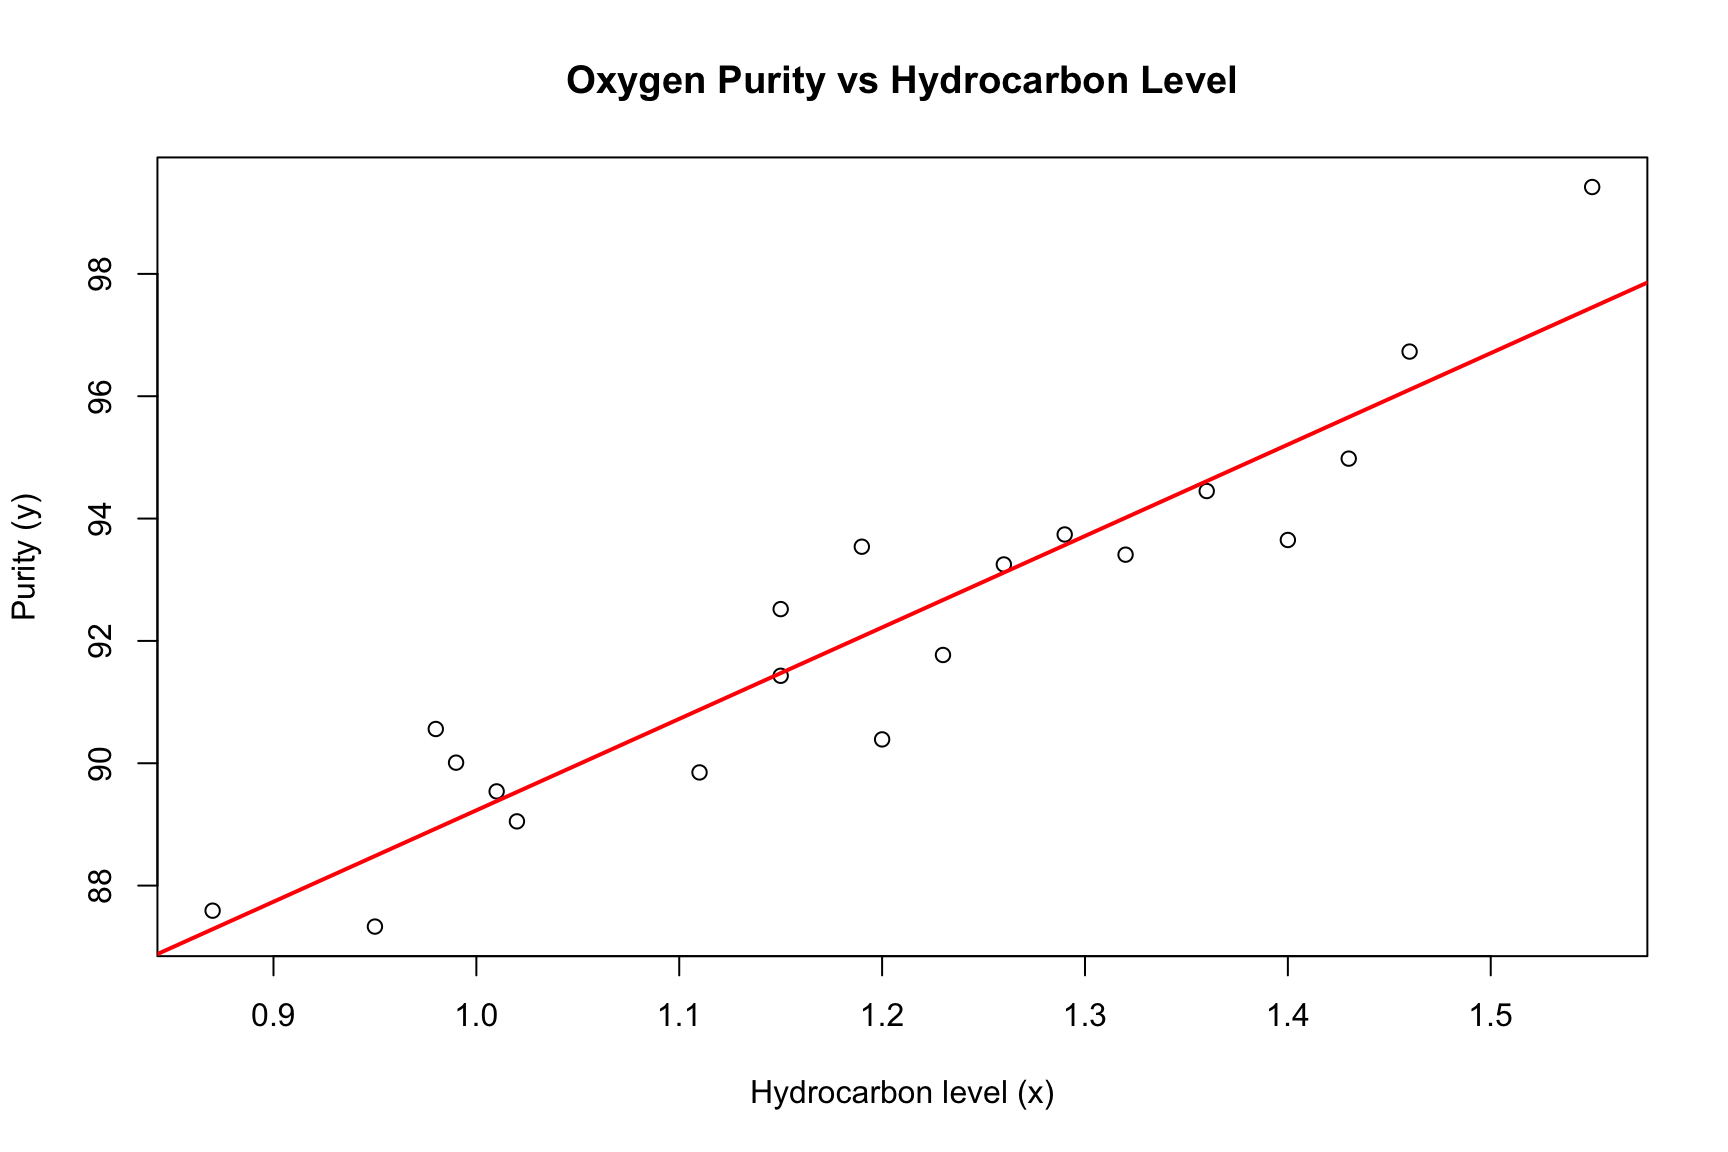 Oxygen Purity vs Hydrocarbon Level
Purity (y)
98
96
94
92
90
88
0.9 1.0 1.1 1.2 1.3 1.4 1.5
Hydrocarbon level (x)